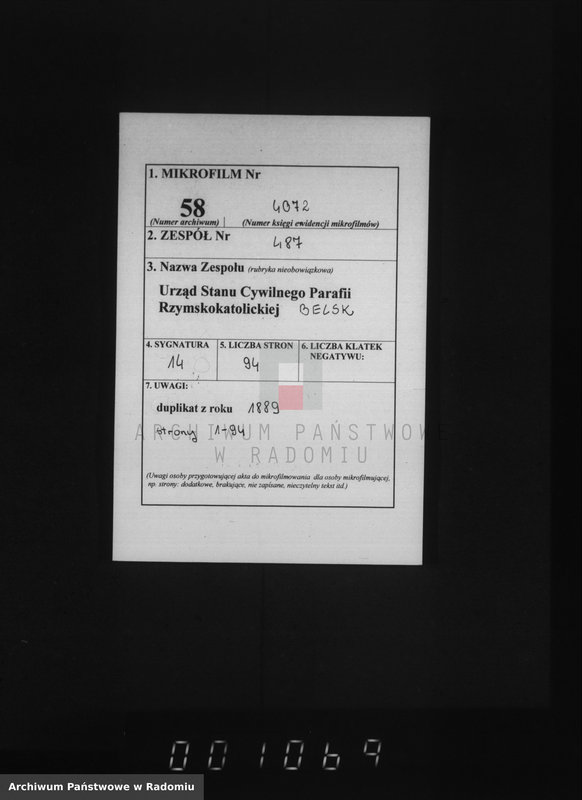 1. MIKROFILM Nr
58 4072
(Numer archiwum) (Numer księgi ewidencji mikrofilmów)
2. ZESPÓŁ Nr 487
3. Nazwa Zespołu (rubryka nieobowiązkowa)
Urząd Stanu Cywilnego Parafii
Rzymskokatolickiej BELSK
4. SYGNATURA 5. LICZBA STRON 6. LICZBA KLATEK
NEGATYWU:
14 94
7. UWAGI:
duplikat z roku 1889
strony 1-94
ARCHIWUM PAŃSTWOWE
W RADOMIU
(Uwagi osoby przygotowującej akta do mikrofilmowania dla osoby mikrofilmującej,
np. strony: dodatkowe, brakujące, nie zapisane, nieczytelny tekst itd.)
001069
Archiwum Państwowe w Radomiu